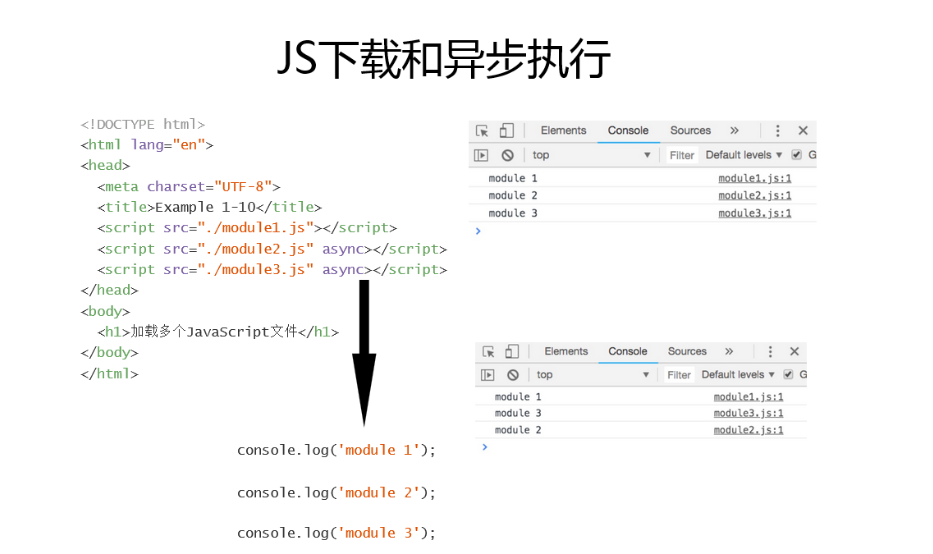 JS下载和异步执行
<!DOCTYPE html>
<html lang="en">
<head>
<meta charset="UTF-8">
<title>Example 1-10</title>
<script src="./module1.js"></script>
<script src="./module2.js" async></script>
<script src="./module3.js" async></script>
</head>
<body>
<h1>加载多个JavaScript文件</h1>
</body>
</html>
console.log('module 1');
console.log('module 2');
console.log('module 3');
Elements Console Sources »
top Filter Default levels G
module 1 module1.js:1
module 2 module2.js:1
module 3 module3.js:1
Elements Console Sources »
top Filter Default levels G
module 1 module1.js:1
module 3 module3.js:1
module 2 module2.js:1